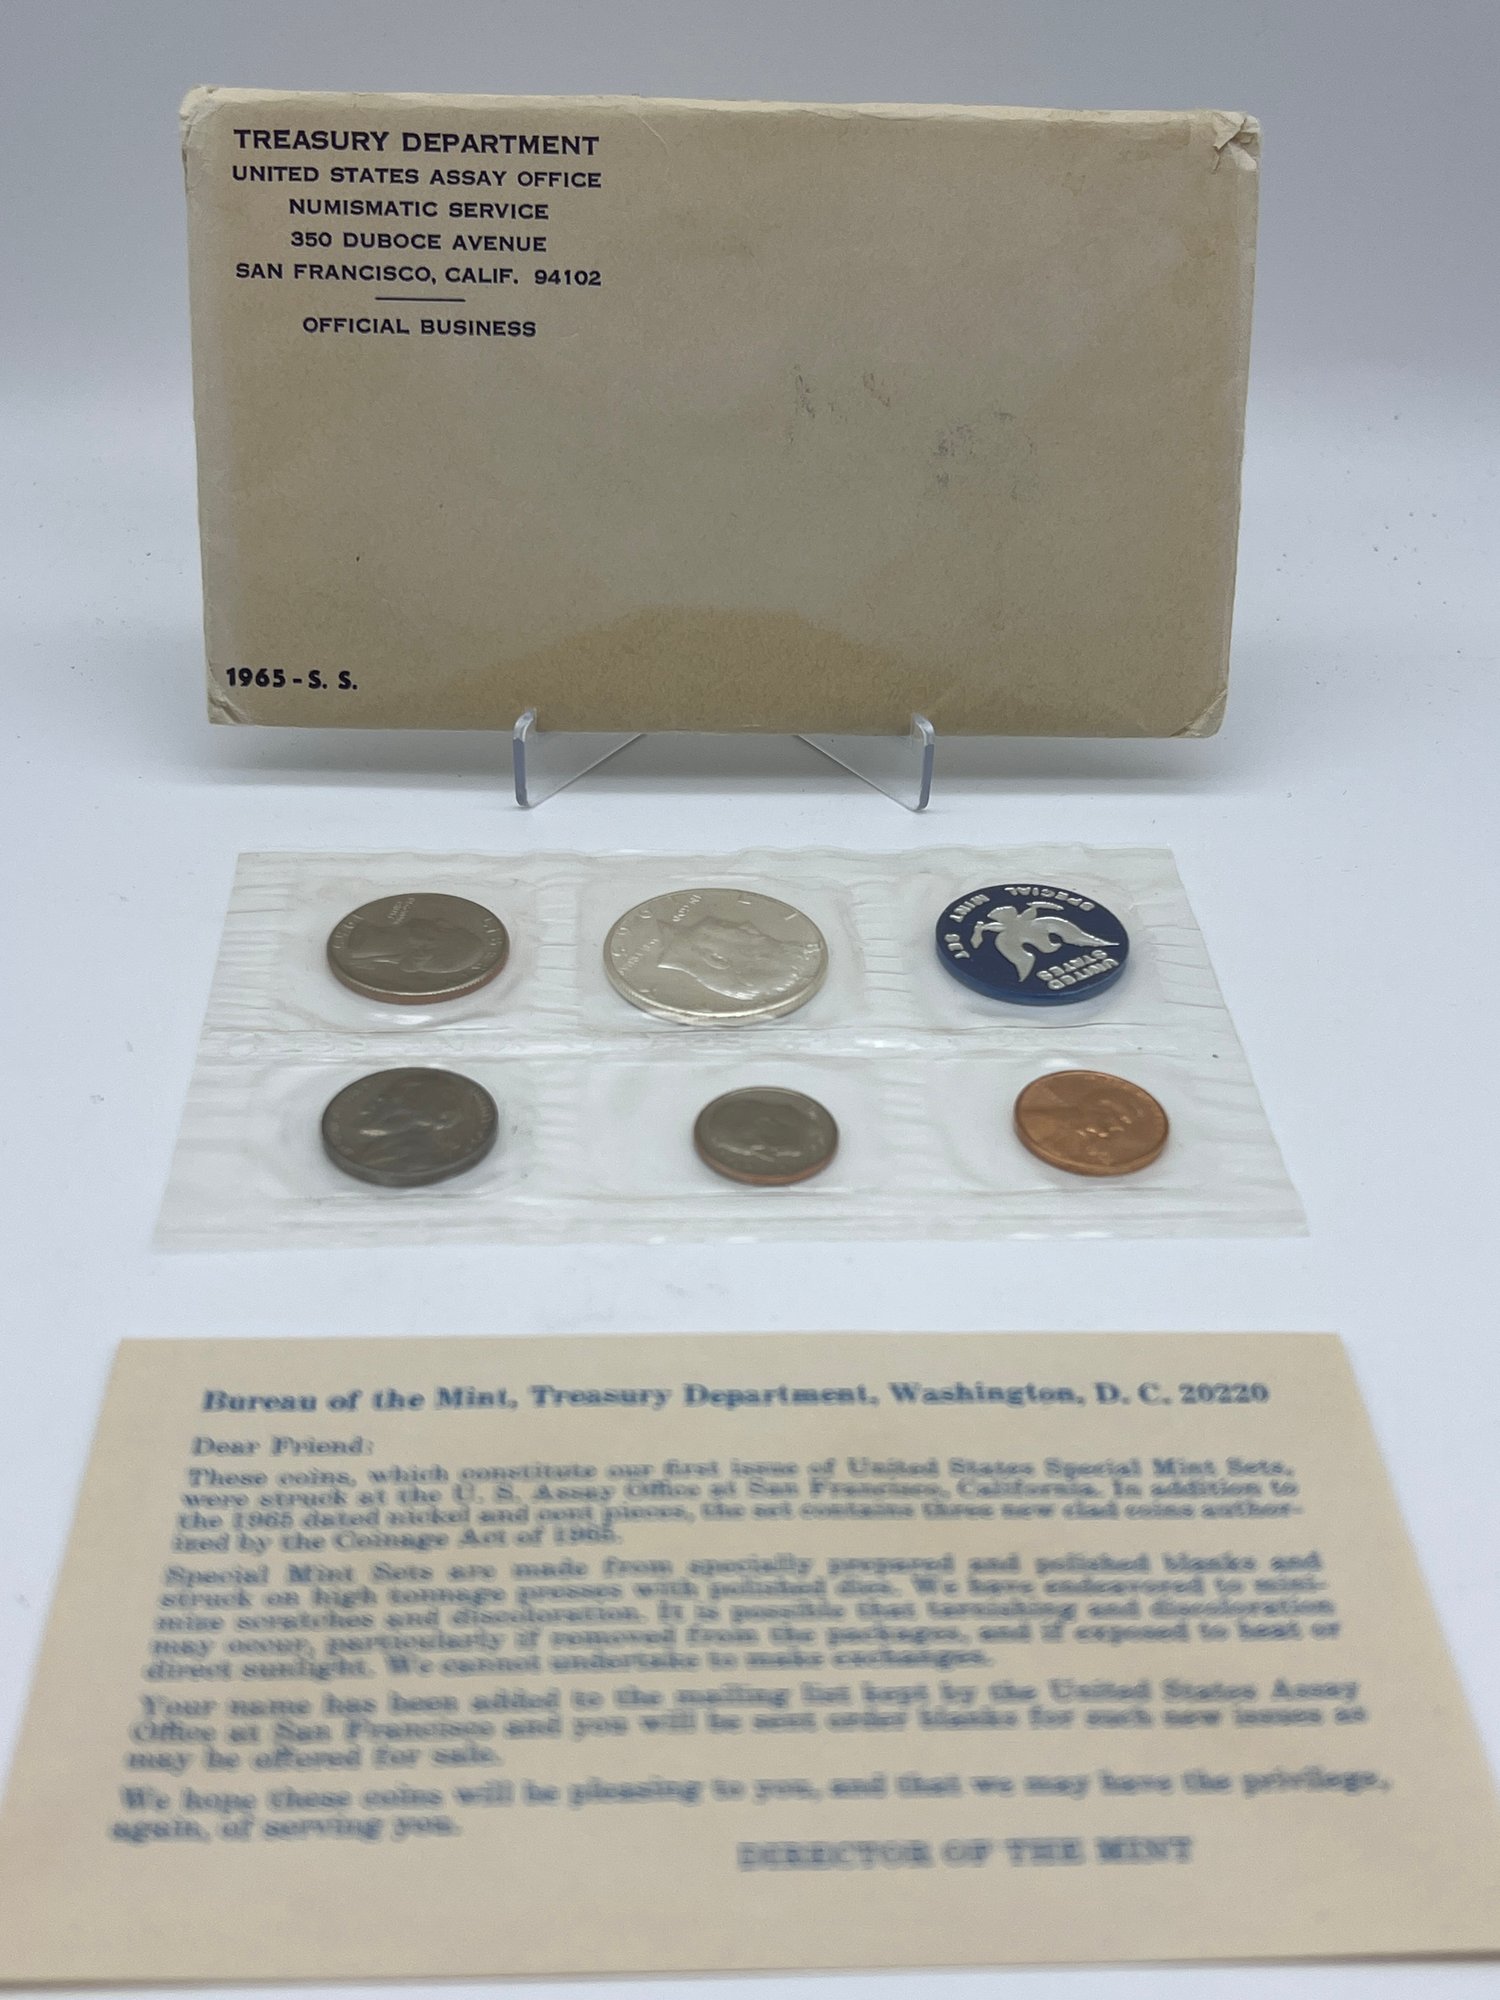 TREASURY DEPARTMENT
UNITED STATES ASSAY OFFICE
NUMISMATIC SERVICE
350 DUBOCE AVENUE
SAN FRANCISCO, CALIF. 94102
OFFICIAL BUSINESS
1965 - S. S.
SPECIAL MINT SET
UNITED
STATES
Bureau of the Mint, Treasury Department, Washington, D. C. 20220
Dear Friend:
These coins, which constitute our first issue of United States Special Mint Sets,
were struck at the U. S. Assay Office at San Francisco, California. In addition to
the 1965 dated nickel and cent pieces, the set contains three new clad coins author-
ized by the Coinage Act of 1965.
Special Mint Sets are made from specially prepared and polished blanks and
struck on high tonnage presses with polished dies. We have endeavored to mini-
mize scratches and discoloration. It is possible that tarnishing and discoloration
may occur, particularly if removed from the packages, and if exposed to heat or
direct sunlight. We cannot undertake to make exchanges.
Your name has been added to the mailing list kept by the United States Assay
Office at San Francisco and you will be sent order blanks for such new issues as
may be offered for sale.
We hope these coins will be pleasing to you, and that we may have the privilege,
again, of serving you.
DIRECTOR OF THE MINT